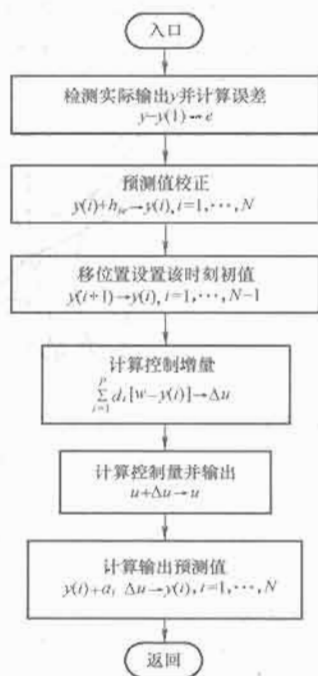 入口
检测实际输出y并计算误差
y-y(1)→e
预测值校正
y(i)+h_{ie}→y(i), i=1,⋯,N
移位置设置该时刻初值
y(i+1)→y(i), i=1,⋯,N-1
计算控制增量
\sum_{i=1}^{P} d_i[w-y(i)]→Δu
计算控制量并输出
u+Δu→u
计算输出预测值
y(i)+a_i Δu→y(i), i=1,⋯,N
返回